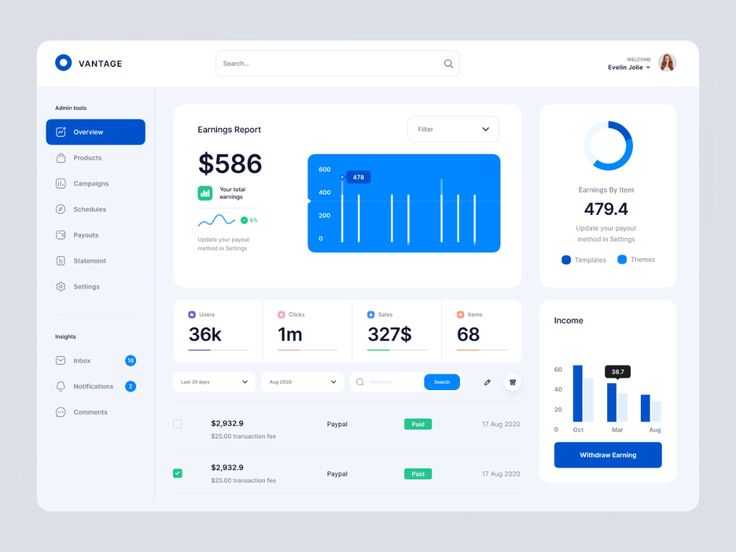 VANTAGE
Search...
WELCOME
Evelin Jolie
Admin tools
Overview
Products
Campaigns
Schedules
Payouts
Statement
Settings
Insights
Inbox
18
Notifications
2
Comments
Earnings Report
Filter
$586
Your total
earnings
6%
Update your payout
method in Settings
600
400
200
0
478
Earnings By Item
479.4
Update your payout
method in Settings
Templates
Themes
Users
36k
Clicks
1m
Sales
327$
Items
68
Last 30 days
Aug 2020
Search
$2,932.9
$25.00 transaction fee
Paypal
Paid
17 Aug 2020
$2,932.9
$25.00 transaction fee
Paypal
Paid
17 Aug 2020
Income
60
40
20
0
38.7
Oct
Mar
Aug
Withdraw Earning